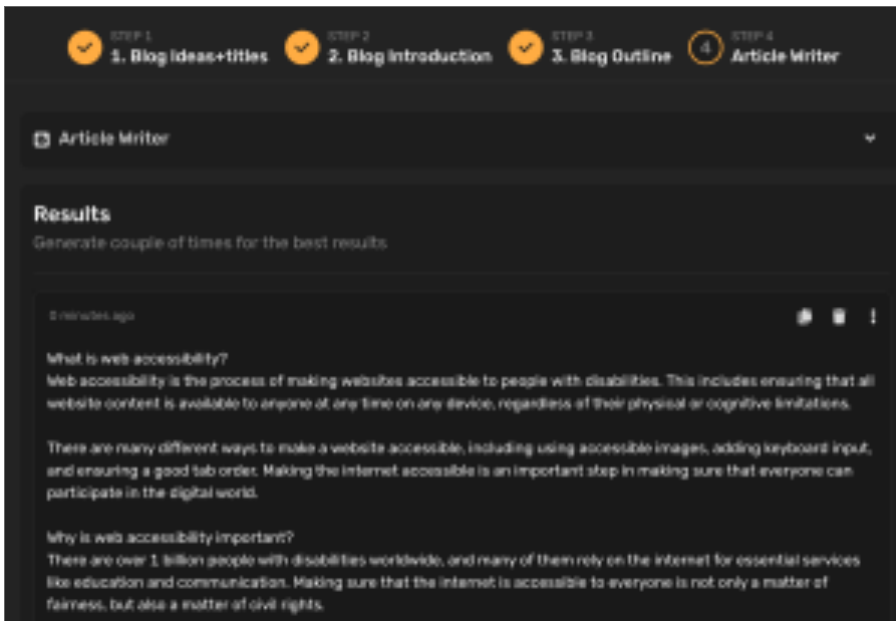 STEP 1
1. Blog Ideas+titles
STEP 2
2. Blog Introduction
STEP 3
3. Blog Outline
4
STEP 4
Article Writer
Article Writer
Results
Generate couple of times for the best results
0 minutes ago
What is web accessibility?
Web accessibility is the process of making websites accessible to people with disabilities. This includes ensuring that all
website content is available to anyone at any time on any device, regardless of their physical or cognitive limitations.
There are many different ways to make a website accessible, including using accessible images, adding keyboard input,
and ensuring a good tab order. Making the internet accessible is an important step in making sure that everyone can
participate in the digital world.
Why is web accessibility important?
There are over 1 billion people with disabilities worldwide, and many of them rely on the internet for essential services
like education and communication. Making sure that the internet is accessible to everyone is not only a matter of
fairness, but also a matter of civil rights.